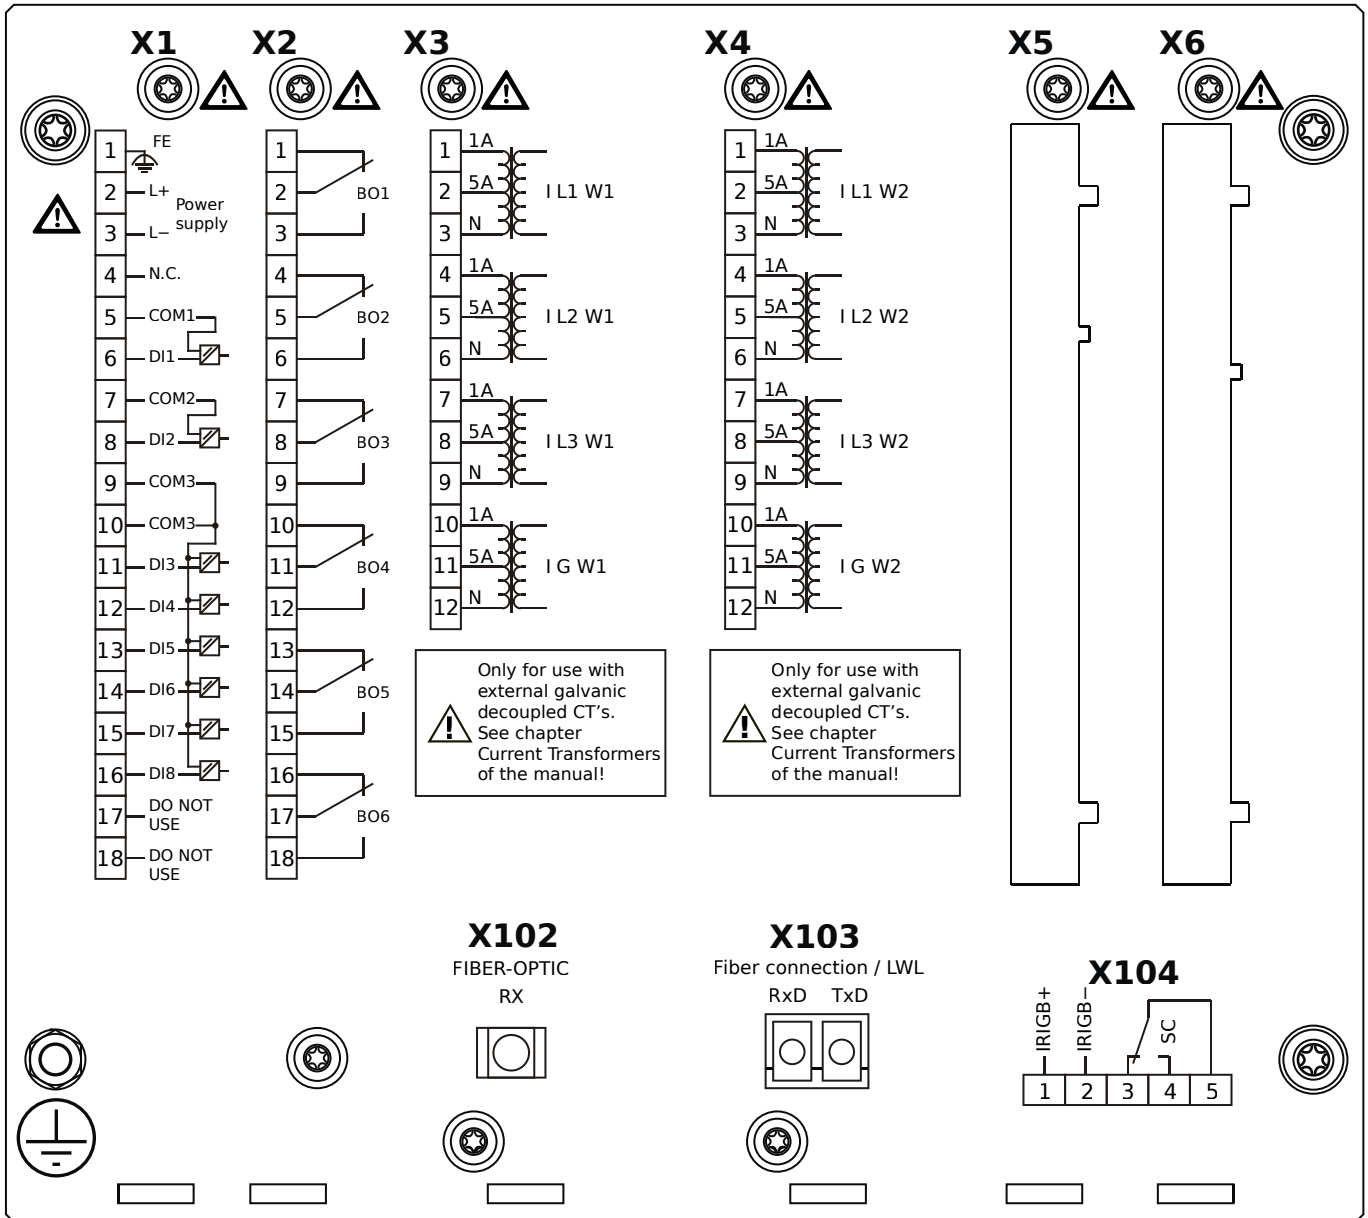 X1
X2
X3
X4
X5
X6
1 FE
2 L+
Power
supply
3 L−
4 N.C.
5 COM1
6 DI1
7 COM2
8 DI2
9 COM3
10 COM3
11 DI3
12 DI4
13 DI5
14 DI6
15 DI7
16 DI8
17 DO NOT
USE
18 DO NOT
USE
1
2 BO1
3
4
5 BO2
6
7
8 BO3
9
10
11 BO4
12
13
14 BO5
15
16
17 BO6
18
1 1A
2 5A I L1 W1
3 N
4 1A
5 5A I L2 W1
6 N
7 1A
8 5A I L3 W1
9 N
10 1A
11 5A I G W1
12 N
! Only for use with
external galvanic
decoupled CT's.
See chapter
Current Transformers
of the manual!
1 1A
2 5A I L1 W2
3 N
4 1A
5 5A I L2 W2
6 N
7 1A
8 5A I L3 W2
9 N
10 1A
11 5A I G W2
12 N
! Only for use with
external galvanic
decoupled CT's.
See chapter
Current Transformers
of the manual!
X102
FIBER-OPTIC
RX
X103
Fiber connection / LWL
RxD TxD
X104
IRIGB+
IRIGB−
SC
1 2 3 4 5